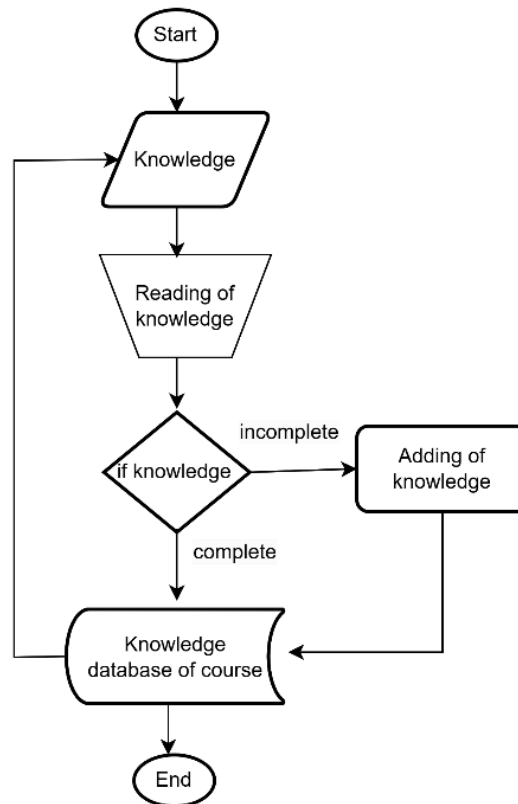 Start
Knowledge
Reading of
knowledge
incomplete
if knowledge
Adding of
knowledge
complete
Knowledge
database of course
End